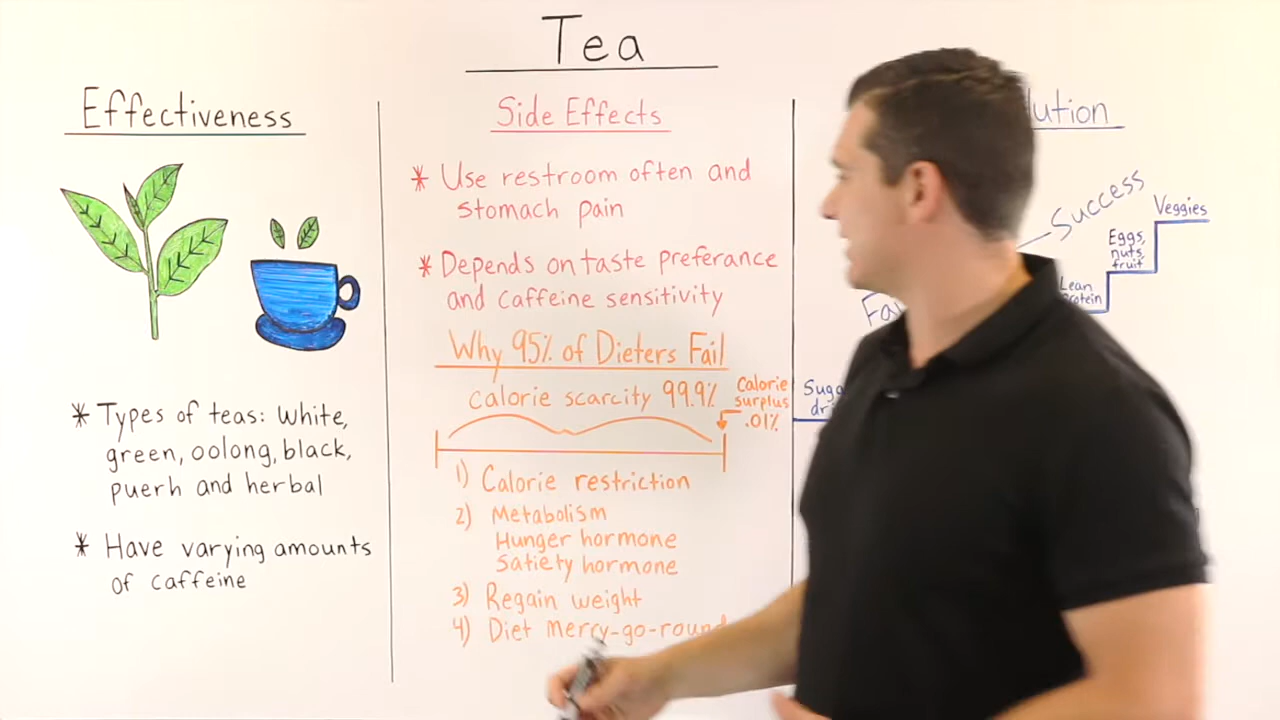 Tea
Effectiveness
* Types of teas: White,
green, oolong, black,
puerh and herbal
* Have varying amounts
of caffeine
Side Effects
* Use restroom often and
stomach pain
* Depends on taste preferance
and caffeine sensitivity
Why 95% of Dieters Fail
calorie scarcity 99.9%
Calorie
surplus
.01%
1) Calorie restriction
2) Metabolism
Hunger hormone
Satiety hormone
3) Regain weight
4) Diet merry-go-round
Success
Veggies
Eggs,
nuts,
fruit
Lean